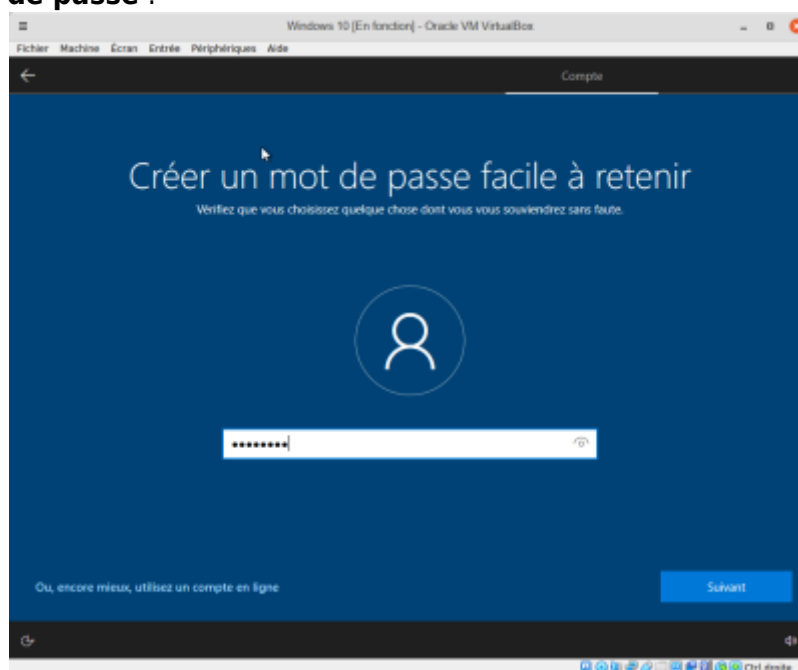 de passe :
Windows 10 [En fonction] - Oracle VM VirtualBox
Fichier Machine Écran Entrée Périphériques Aide
Compte
Créer un mot de passe facile à retenir
Vérifiez que vous choisissez quelque chose dont vous vous souviendrez sans faute.
Ou, encore mieux, utilisez un compte en ligne
Suivant
Ctrl droite